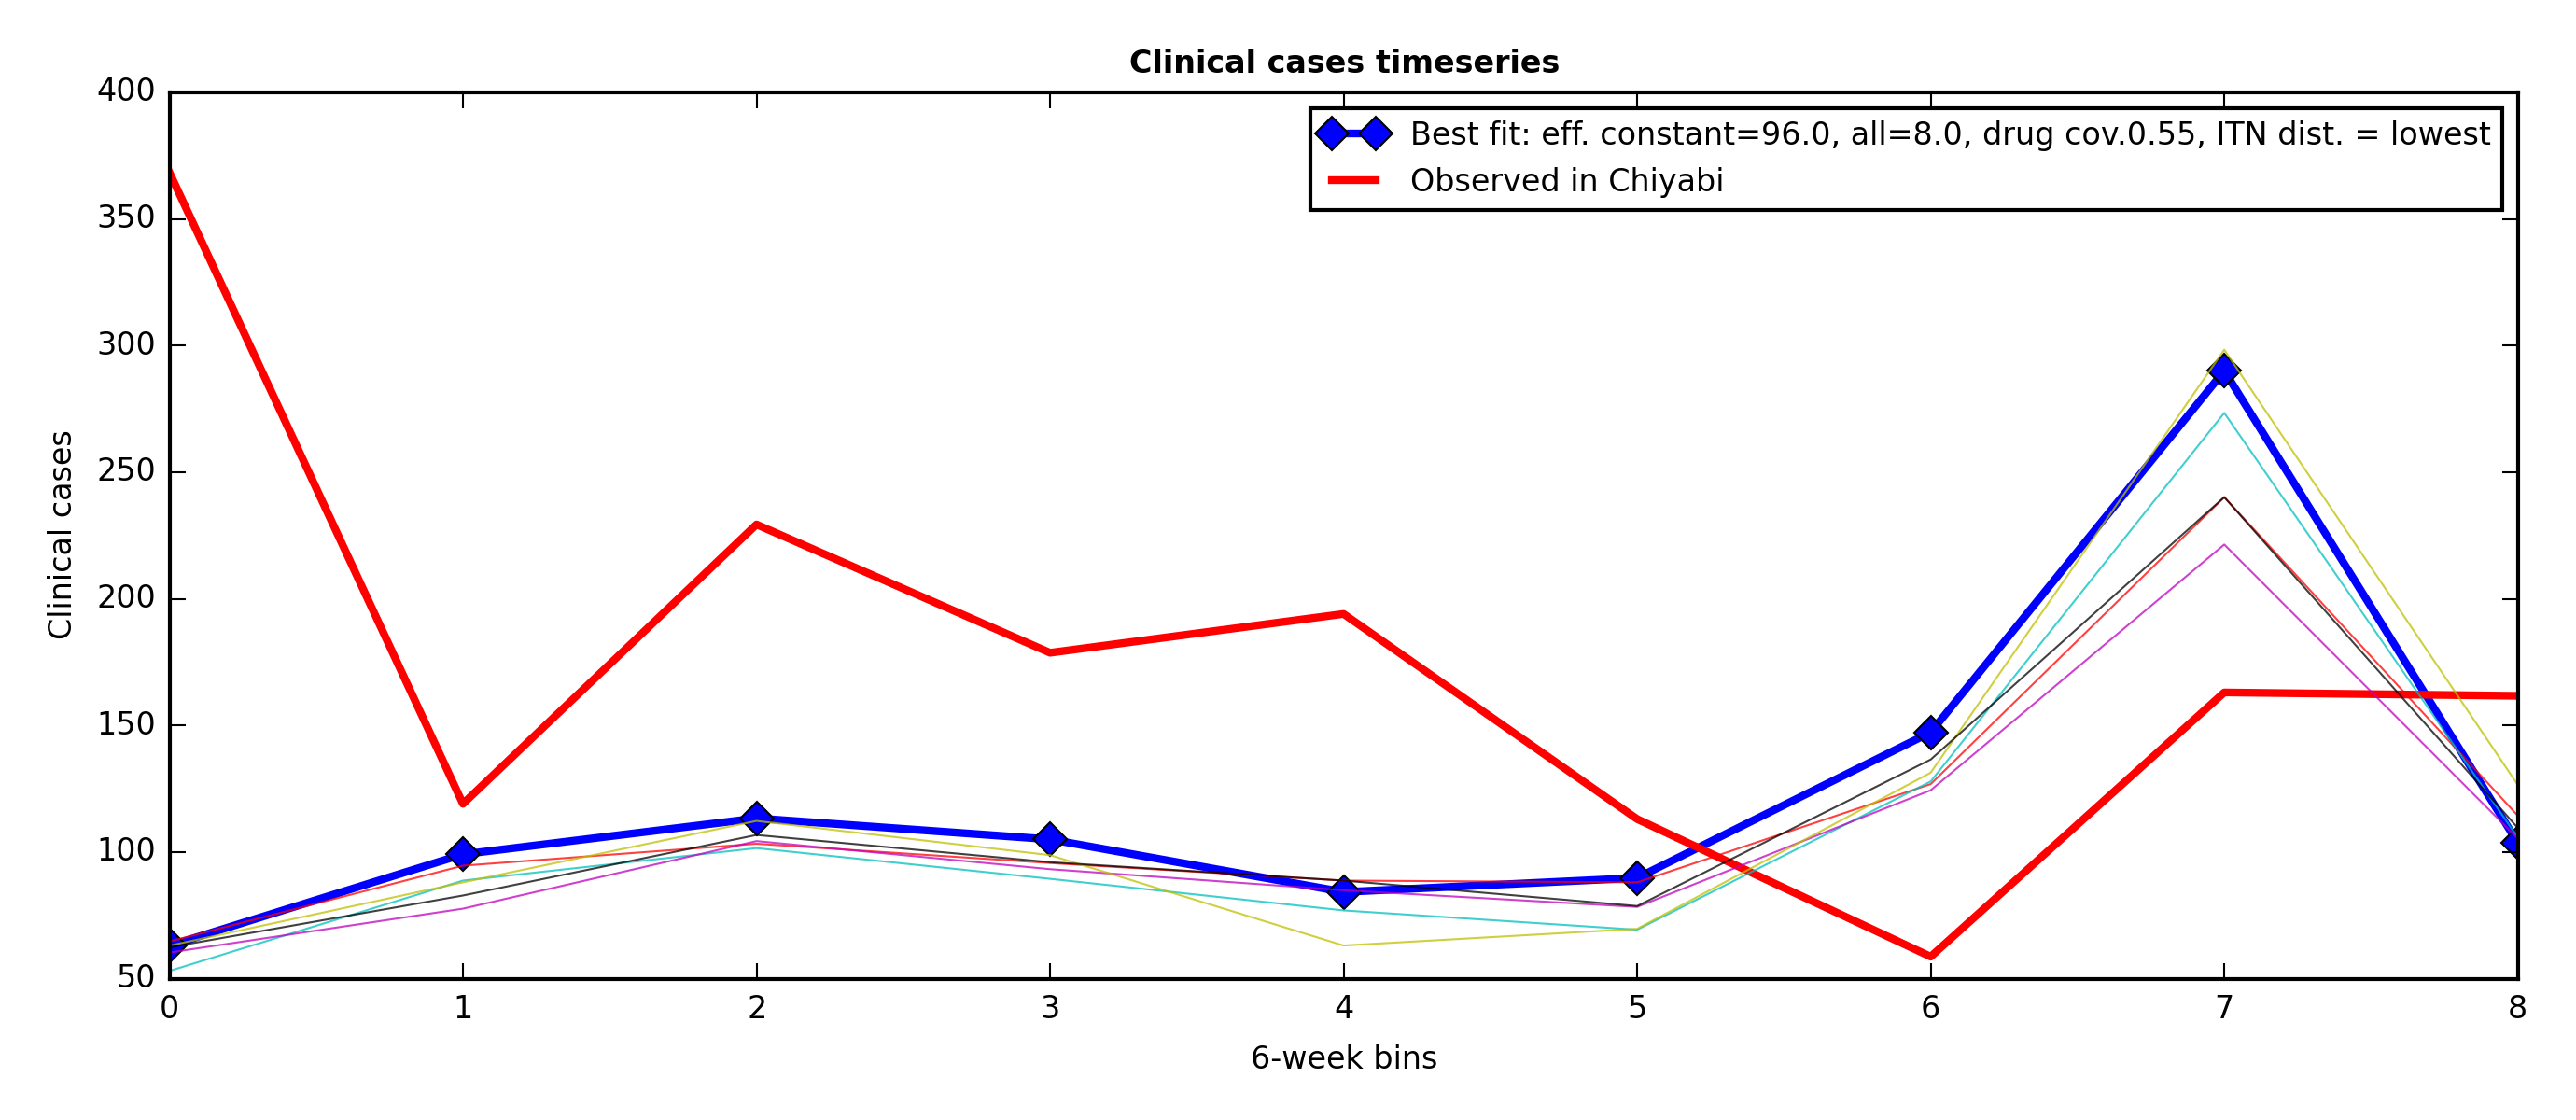 Clinical cases timeseries
400
350
300
250
200
150
100
50
Clinical cases
Best fit: eff. constant=96.0, all=8.0, drug cov.0.55, ITN dist. = lowest
Observed in Chiyabi
0 1 2 3 4 5 6 7 8
6-week bins